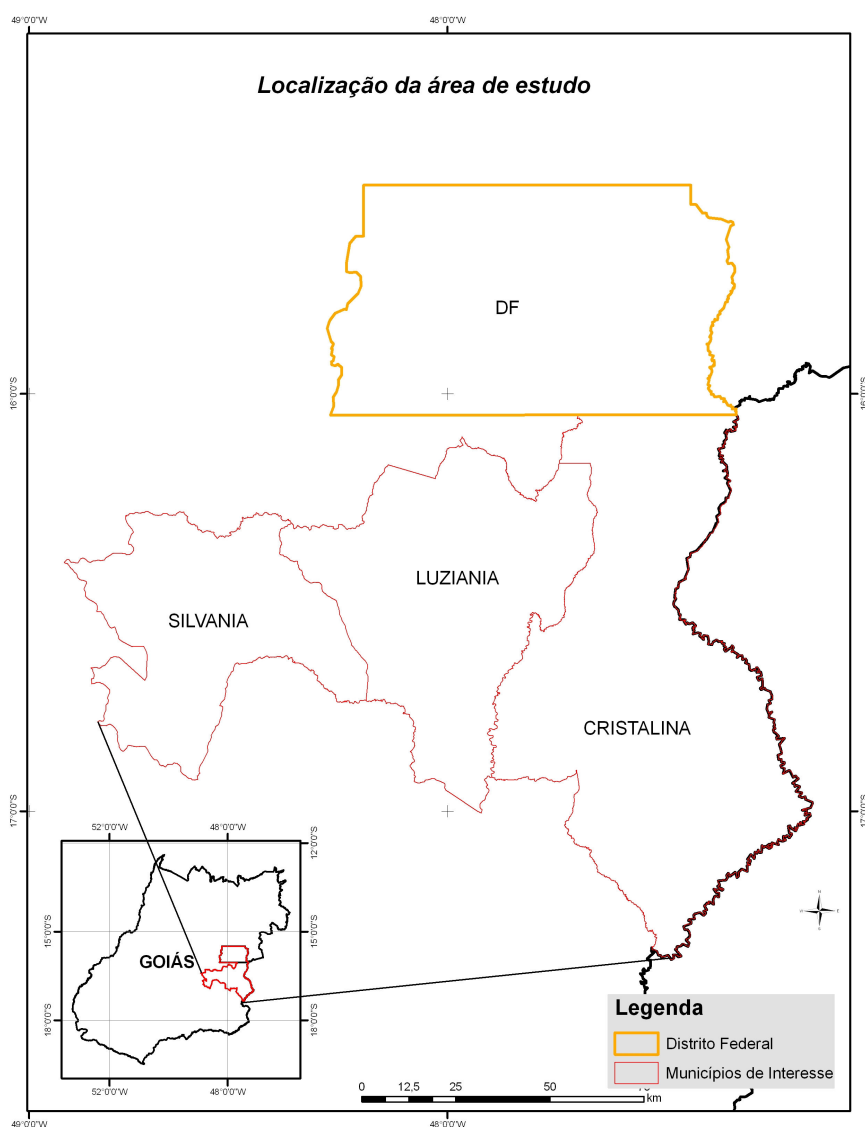 49°0'0"W
48°0'0"W
Localização da área de estudo
DF
16°0'0"S
16°0'0"S
LUZIANIA
SILVANIA
CRISTALINA
17°0'0"S
17°0'0"S
52°0'0"W
48°0'0"W
12°0'0"S
N
W
E
S
15°0'0"S
15°0'0"S
GOIÁS
18°0'0"S
18°0'0"S
Legenda
Distrito Federal
Municípios de Interesse
0 12,5 25 50
km
52°0'0"W
48°0'0"W
49°0'0"W
48°0'0"W